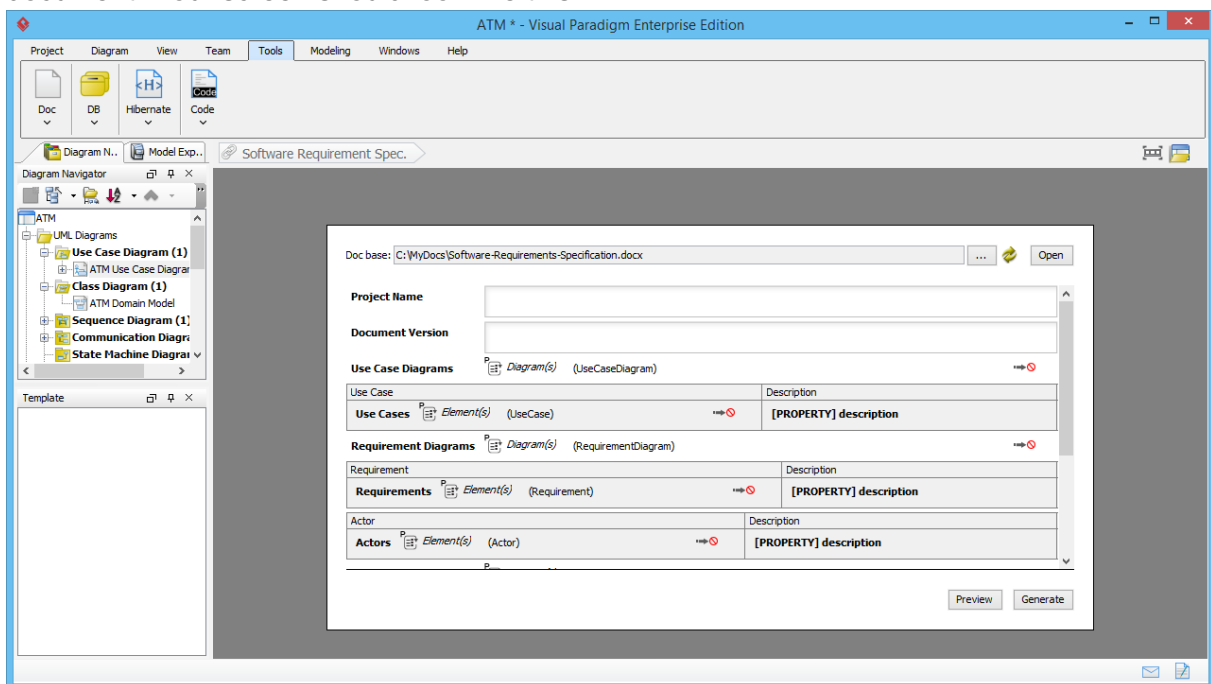 ATM * - Visual Paradigm Enterprise Edition
Project Diagram View Team Tools Modeling Windows Help
<H>
Code
Doc DB Hibernate Code
Diagram N.. Model Exp.. Software Requirement Spec.
Diagram Navigator
ATM
UML Diagrams
Use Case Diagram (1)
ATM Use Case Diagrar
Class Diagram (1)
ATM Domain Model
Sequence Diagram (1)
Communication Diagra
State Machine Diagrar
Template
Doc base: C:\MyDocs\Software-Requirements-Specification.docx ... Open
Project Name
Document Version
Use Case Diagrams P Diagram(s) (UseCaseDiagram)
Use Case Description
Use Cases P Element(s) (UseCase) [PROPERTY] description
Requirement Diagrams P Diagram(s) (RequirementDiagram)
Requirement Description
Requirements P Element(s) (Requirement) [PROPERTY] description
Actor Description
Actors P Element(s) (Actor) [PROPERTY] description
Preview Generate